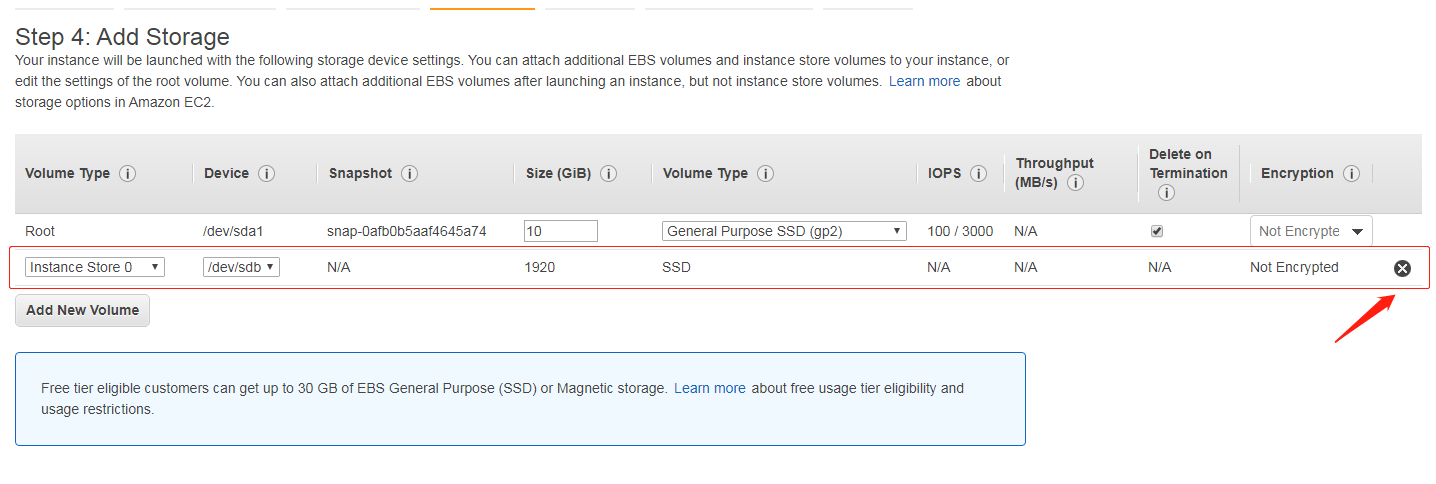 Step 4: Add Storage
Your instance will be launched with the following storage device settings. You can attach additional EBS volumes and instance store volumes to your instance, or
edit the settings of the root volume. You can also attach additional EBS volumes after launching an instance, but not instance store volumes. Learn more about
storage options in Amazon EC2.
Volume Type i Device i Snapshot i Size (GiB) i Volume Type i IOPS i Throughput (MB/s) i Delete on Termination i Encryption i
Root /dev/sda1 snap-0afb0b5aaf4645a74 10 General Purpose SSD (gp2) 100 / 3000 N/A Not Encrypte
Instance Store 0 /dev/sdb N/A 1920 SSD N/A N/A N/A Not Encrypted
Add New Volume
Free tier eligible customers can get up to 30 GB of EBS General Purpose (SSD) or Magnetic storage. Learn more about free usage tier eligibility and
usage restrictions.